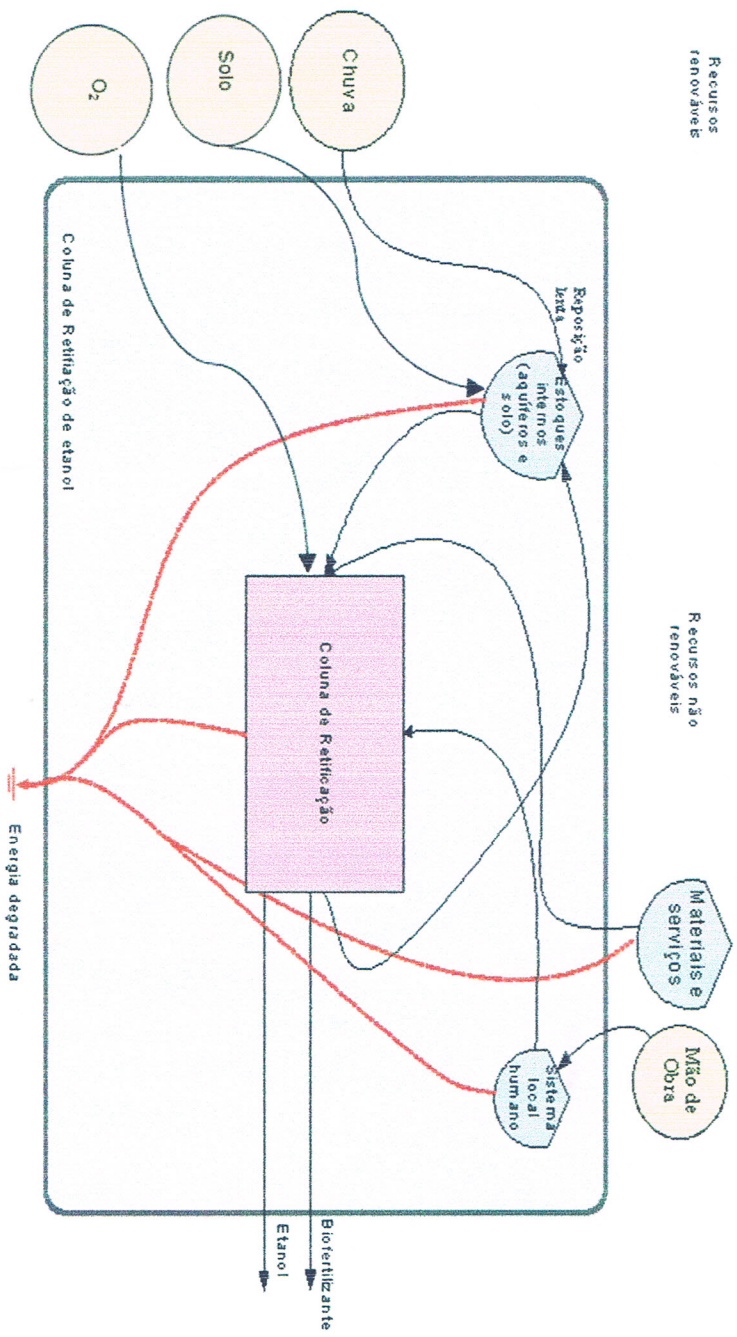 Recursos
renováveis
Recursos não
renováveis
Chuva
Solo
O₂
Reposição
lenta
Estoques
internos
(aquíferos e
solo)
Materiais e
serviços
Mão de
Obra
Sistema
local
humano
Coluna de Retificação
Coluna de Retifiação de etanol
Biofertilizante
Etanol
Energia degradada